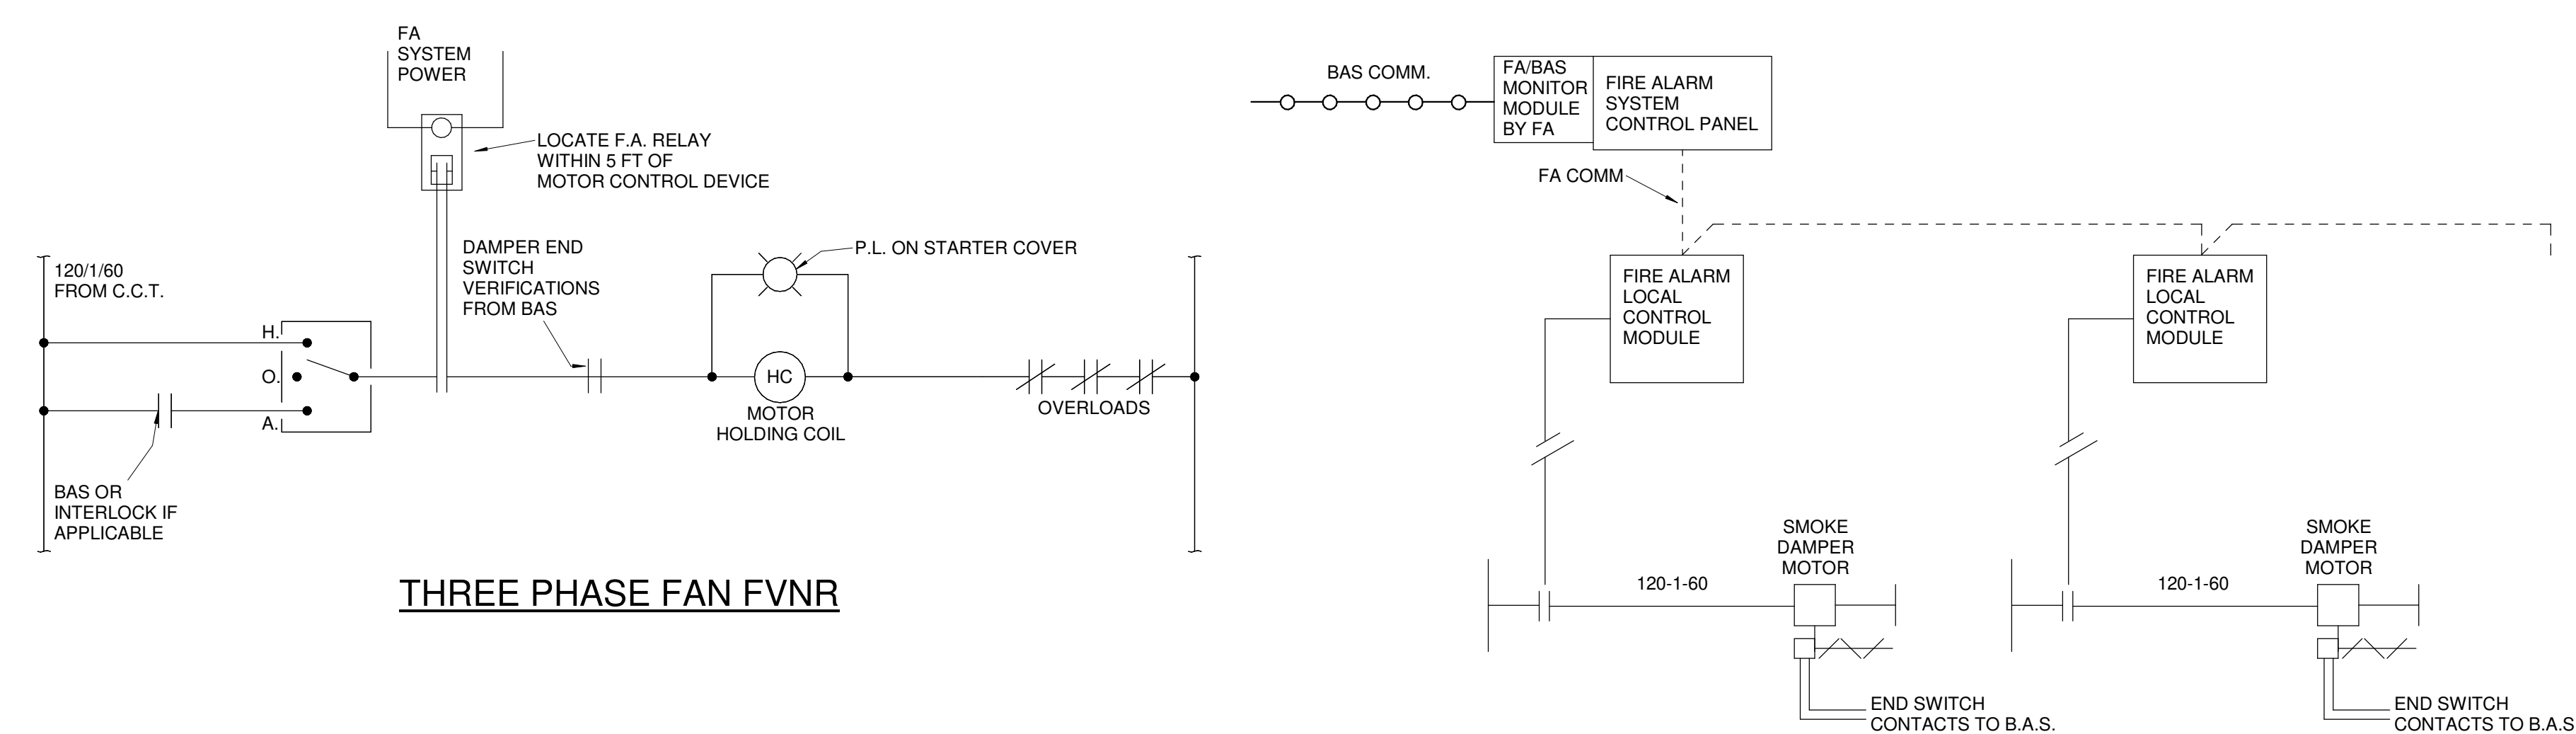 FA
SYSTEM
POWER
LOCATE F.A. RELAY
WITHIN 5 FT OF
MOTOR CONTROL DEVICE
DAMPER END
SWITCH
VERIFICATIONS
FROM BAS
P.L. ON STARTER COVER
120/1/60
FROM C.C.T.
H.
O.
A.
HC
MOTOR
HOLDING COIL
OVERLOADS
BAS OR
INTERLOCK IF
APPLICABLE
THREE PHASE FAN FVNR
BAS COMM.
FA/BAS
MONITOR
MODULE
BY FA
FIRE ALARM
SYSTEM
CONTROL PANEL
FA COMM
FIRE ALARM
LOCAL
CONTROL
MODULE
FIRE ALARM
LOCAL
CONTROL
MODULE
120-1-60
SMOKE
DAMPER
MOTOR
END SWITCH
CONTACTS TO B.A.S.
120-1-60
SMOKE
DAMPER
MOTOR
END SWITCH
CONTACTS TO B.A.S